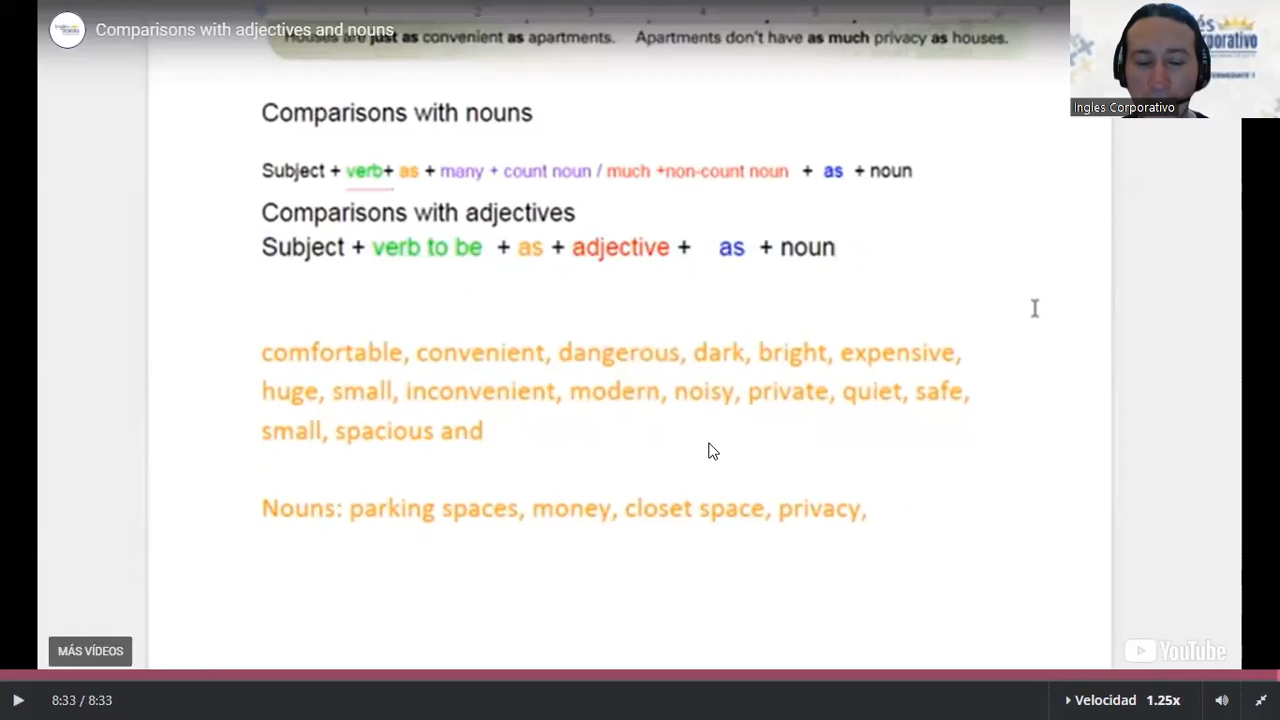 Comparisons with adjectives and nouns
Houses are just as convenient as apartments. Apartments don't have as much privacy as houses.
Ingles Corporativo
Comparisons with nouns
Subject + verb+ as + many + count noun / much +non-count noun + as + noun
Comparisons with adjectives
Subject + verb to be + as + adjective + as + noun
comfortable, convenient, dangerous, dark, bright, expensive,
huge, small, inconvenient, modern, noisy, private, quiet, safe,
small, spacious and
Nouns: parking spaces, money, closet space, privacy,
MÁS VÍDEOS
YouTube
8:33 / 8:33
Velocidad 1.25x